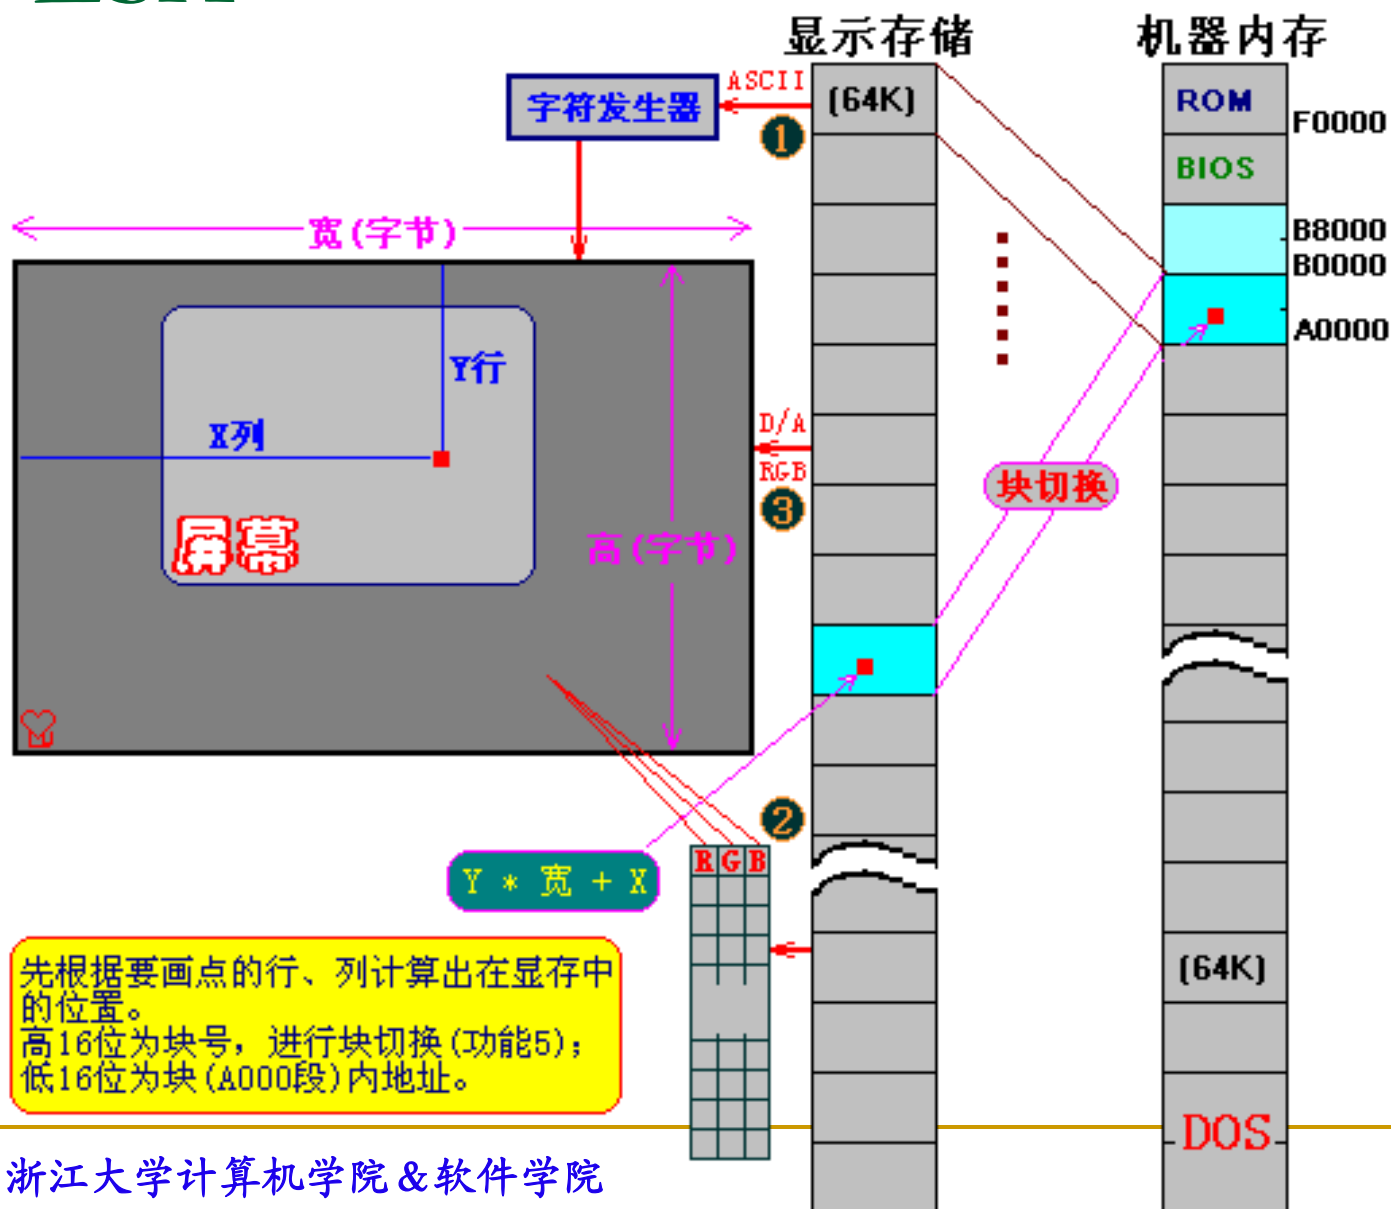 显示存储
机器内存
字符发生器
ASCII
(64K)
ROM
F0000
❶
BIOS
宽(字节)
B8000
B0000
A0000
Y行
X列
D/A
RGB
❸
块切换
屏幕
高(字节)
❷
R G B
Y * 宽 + X
先根据要画点的行、列计算出在显存中
的位置。
高16位为块号，进行块切换(功能5)；
低16位为块(A000段)内地址。
(64K)
DOS
浙江大学计算机学院＆软件学院